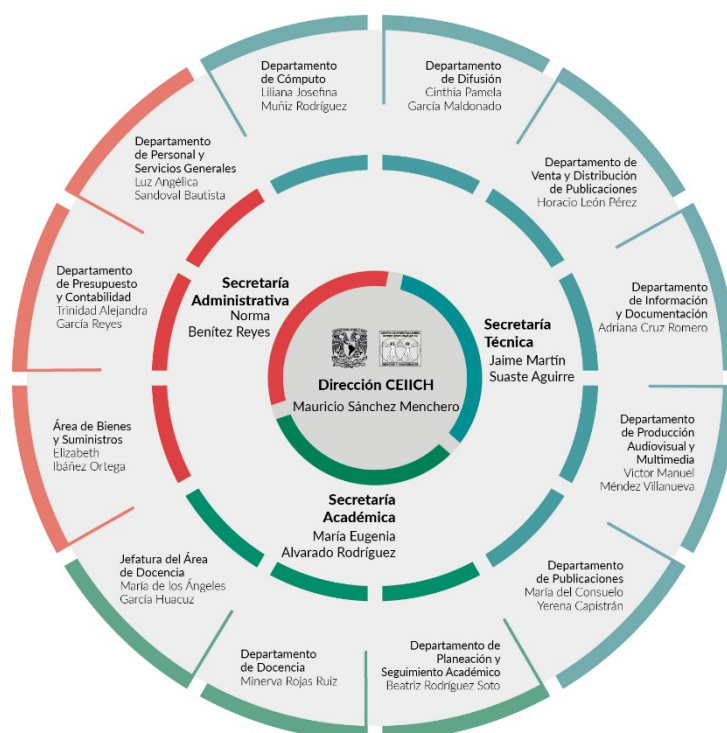 Departamento
de Cómputo
Liliana Josefina
Muñiz Rodríguez
Departamento
de Difusión
Cinthia Pamela
García Maldonado
Departamento de
Venta y Distribución
de Publicaciones
Horacio León Pérez
Departamento
de Información
y Documentación
Adriana Cruz Romero
Departamento
de Producción
Audiovisual y
Multimedia
Victor Manuel
Méndez Villanueva
Departamento
de Publicaciones
María del Consuelo
Yerena Capistrán
Departamento de
Planeación y
Seguimiento Académico
Beatriz Rodríguez Soto
Departamento
de Docencia
Minerva Rojas Ruiz
Jefatura del Área
de Docencia
María de los Ángeles
García Huacuz
Área de Bienes
y Suministros
Elizabeth
Ibáñez Ortega
Departamento
de Presupuesto
y Contabilidad
Trinidad Alejandra
García Reyes
Departamento
de Personal y
Servicios Generales
Luz Angélica
Sandoval Bautista
Secretaría
Administrativa
Norma
Benítez Reyes
Secretaría
Técnica
Jaime Martín
Suaste Aguirre
Secretaría
Académica
María Eugenia
Alvarado Rodríguez
Dirección CEIICH
Mauricio Sánchez Menchero